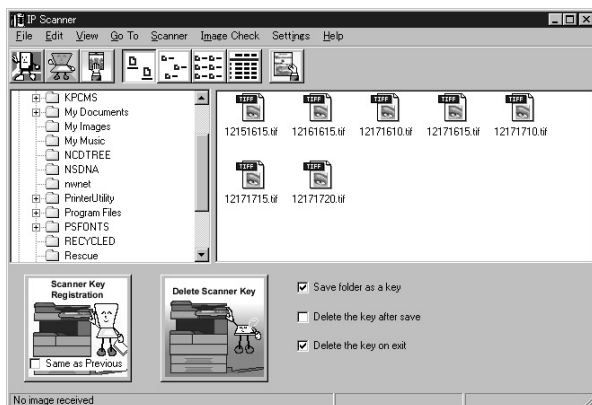 IP Scanner
File Edit View Go To Scanner Image Check Settings Help
KPCMS
My Documents
My Images
My Music
NCDTREE
NSDNA
nwnet
PrinterUtility
Program Files
PSFONTS
RECYCLED
Rescue
TIFF TIFF TIFF TIFF TIFF
12151615.tif 12161615.tif 12171610.tif 12171615.tif 12171710.tif
TIFF TIFF
12171715.tif 12171720.tif
Scanner Key
Registration
Same as Previous
Delete Scanner Key
Save folder as a key
Delete the key after save
Delete the key on exit
No image received